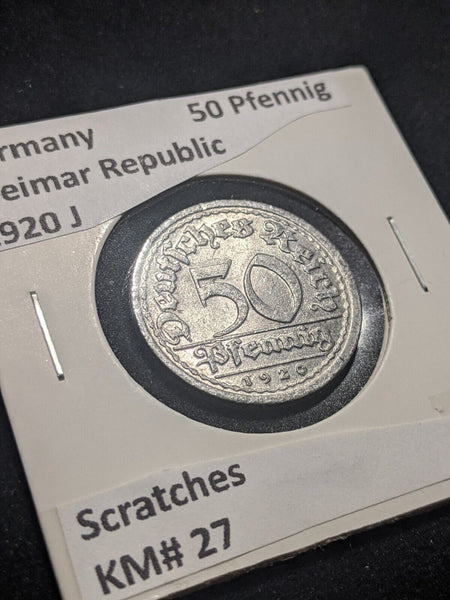 rmany 50 Pfennig
eimar Republic
920 J
Deutsches Reich
50
Pfennig
1920
Scratches
KM# 27